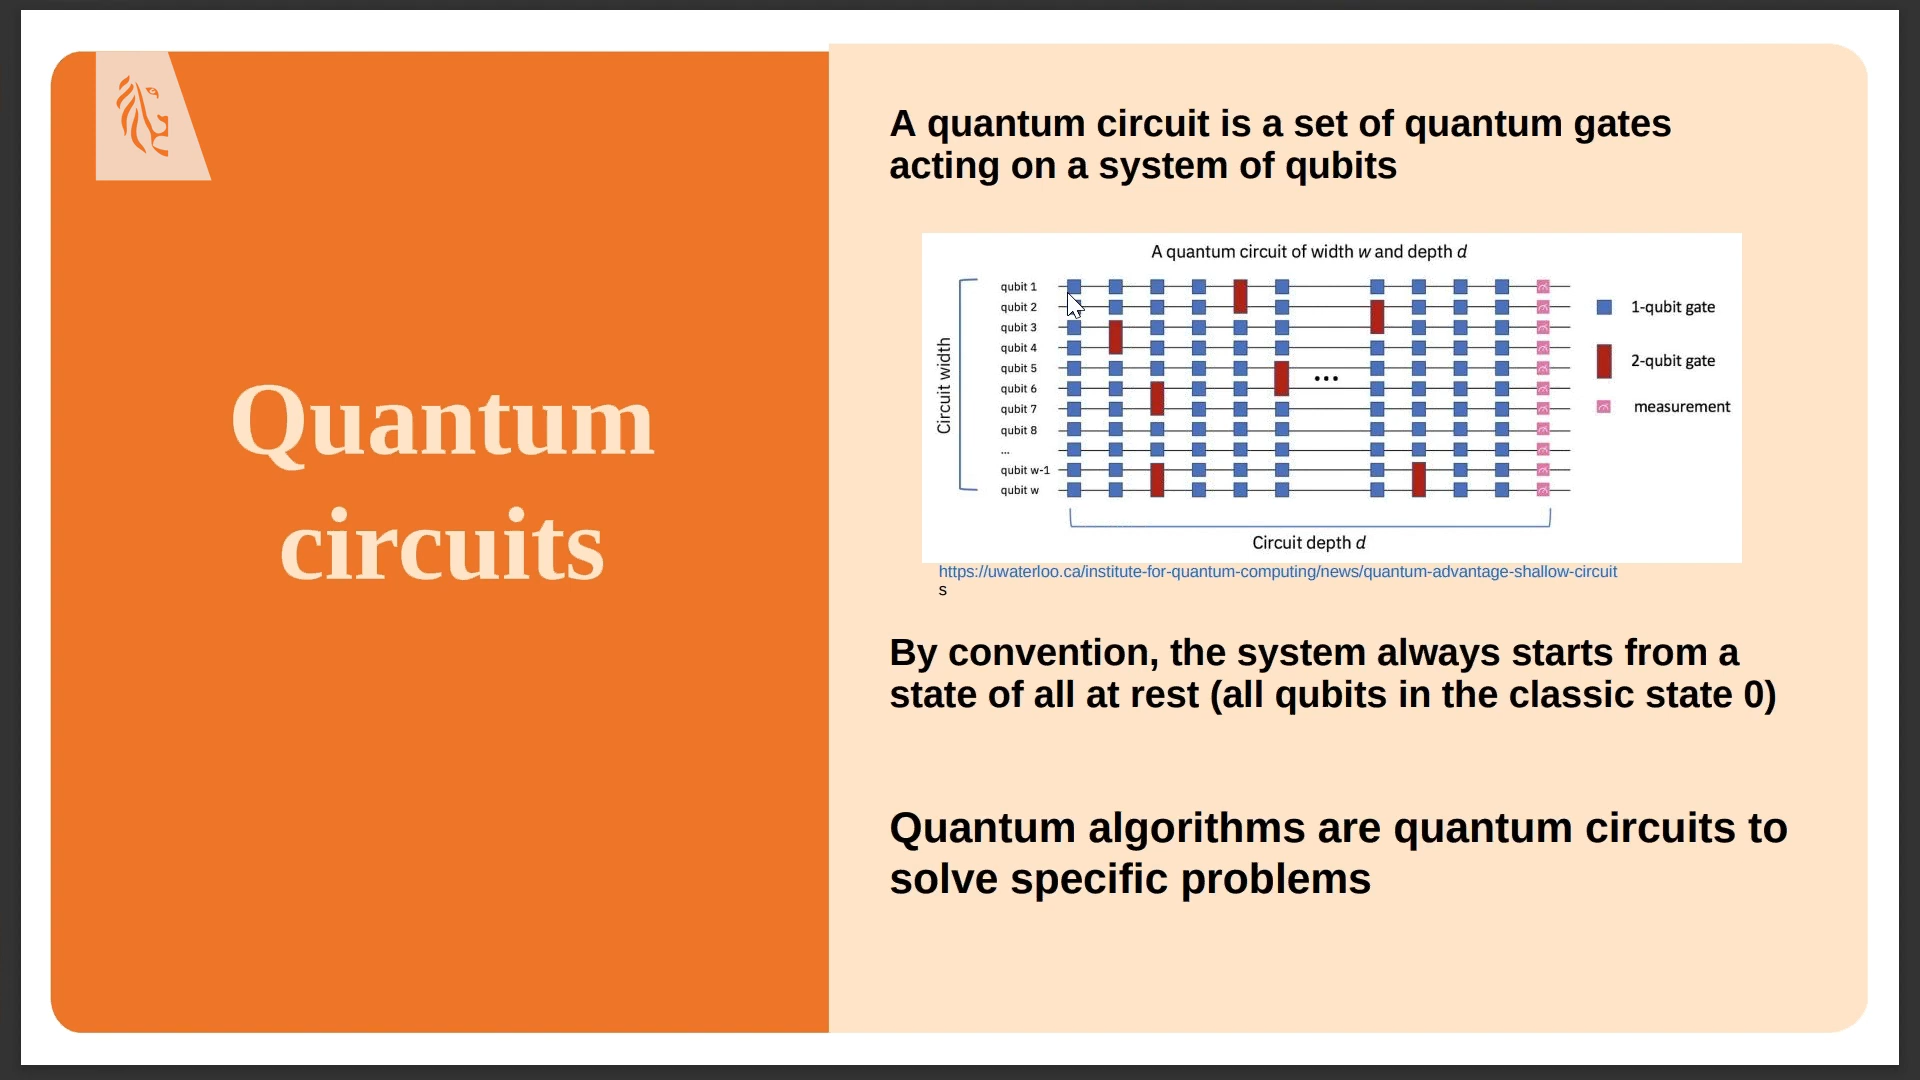 Quantum
circuits
A quantum circuit is a set of quantum gates
acting on a system of qubits
A quantum circuit of width w and depth d
Circuit width
qubit 1
qubit 2
qubit 3
qubit 4
qubit 5
qubit 6
qubit 7
qubit 8
...
qubit w-1
qubit w
...
1-qubit gate
2-qubit gate
measurement
Circuit depth d
https://uwaterloo.ca/institute-for-quantum-computing/news/quantum-advantage-shallow-circuit
s
By convention, the system always starts from a
state of all at rest (all qubits in the classic state 0)
Quantum algorithms are quantum circuits to
solve specific problems